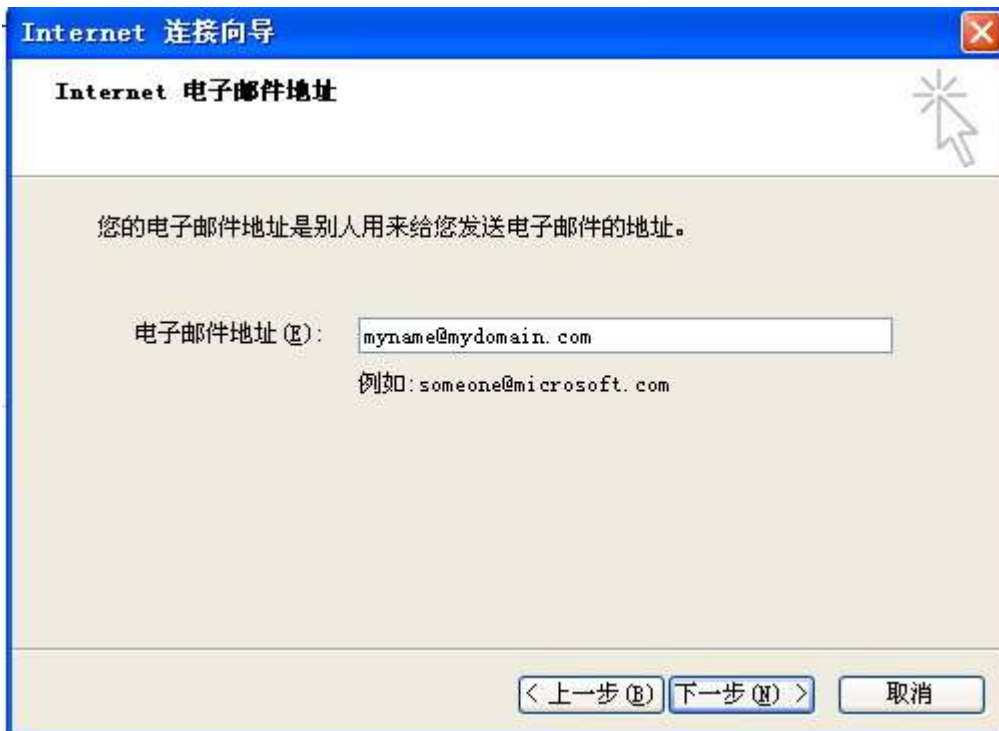 Internet 连接向导
Internet 电子邮件地址
您的电子邮件地址是别人用来给您发送电子邮件的地址。
电子邮件地址(E): myname@mydomain.com
例如:someone@microsoft.com
< 上一步(B) 下一步(N) > 取消